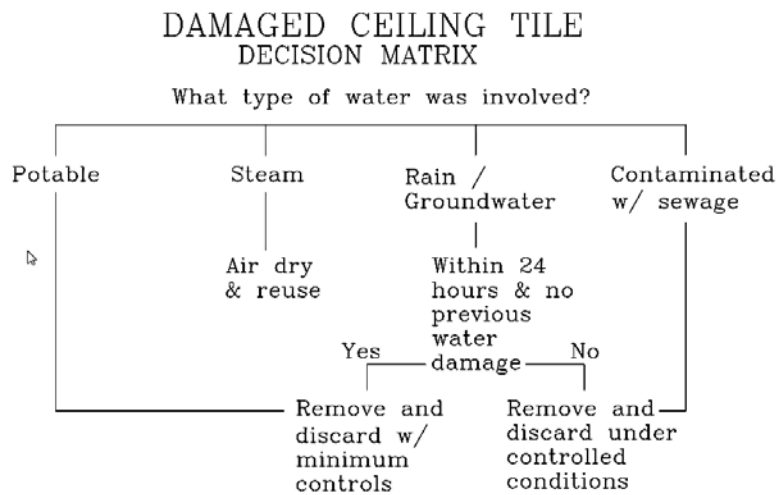 DAMAGED CEILING TILE
DECISION MATRIX
What type of water was involved?
Potable
Steam
Rain /
Groundwater
Contaminated
w/ sewage
Air dry
& reuse
Within 24
hours & no
previous
water
damage
Yes
No
Remove and
discard w/
minimum
controls
Remove and
discard under
controlled
conditions